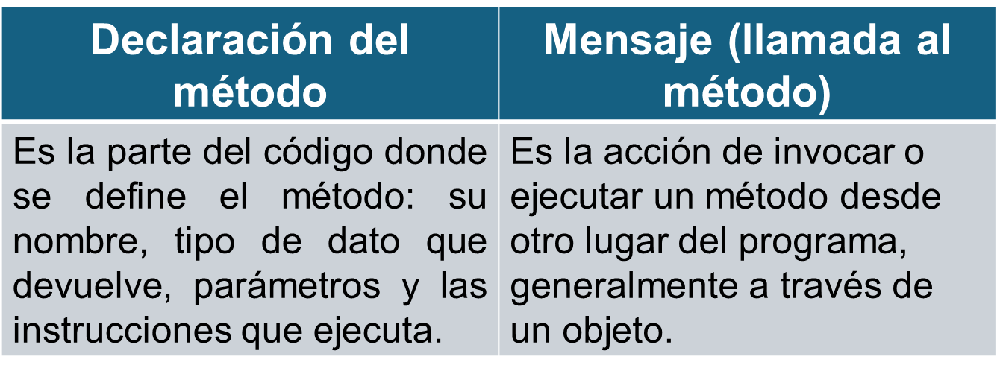 Declaración del
método
Mensaje (llamada al
método)
Es la parte del código donde
se define el método: su
nombre, tipo de dato que
devuelve, parámetros y las
instrucciones que ejecuta.
Es la acción de invocar o
ejecutar un método desde
otro lugar del programa,
generalmente a través de
un objeto.